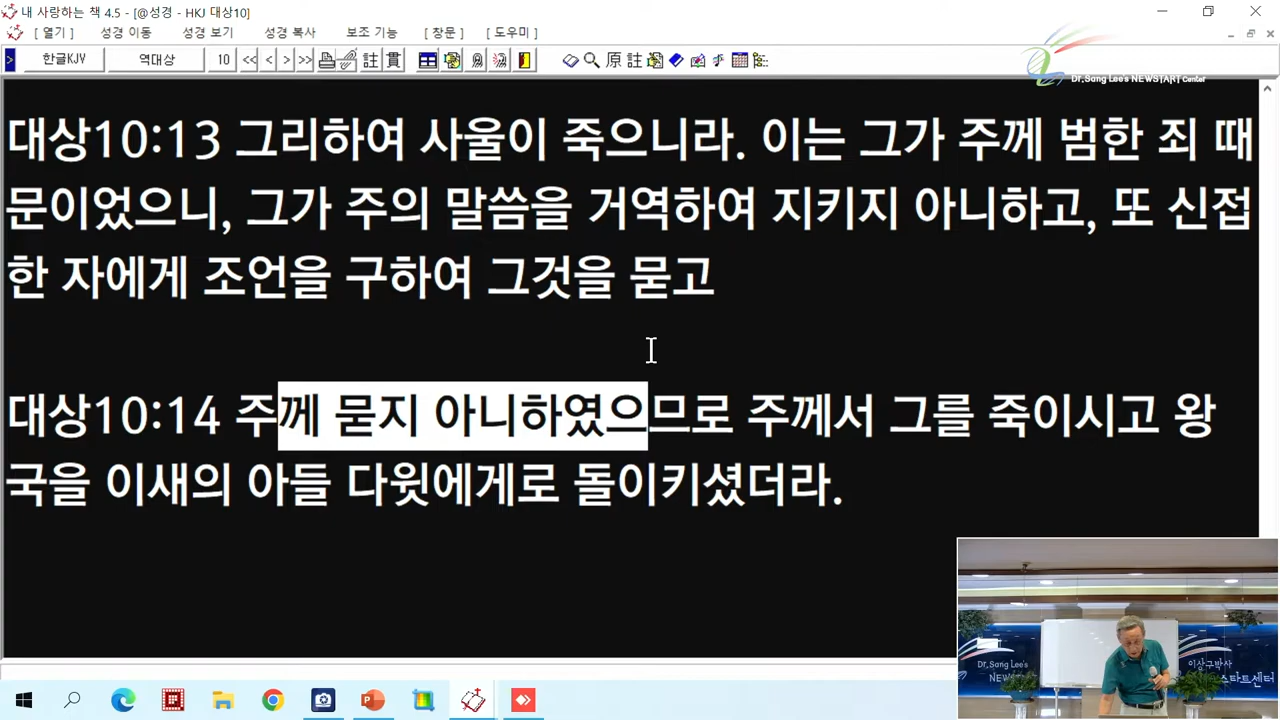 내 사랑하는 책 4.5 - [@성경 - HKJ 대상10]
[ 열기 ] 성경 이동 성경 보기 성경 복사 보조 기능 [ 창문 ] [ 도우미 ]
한글KJV 역대상 10 << < > >> 註 貫 原 註
Dr.Sang Lee's NEWSTART Center
대상10:13 그리하여 사울이 죽으니라. 이는 그가 주께 범한 죄 때
문이었으니, 그가 주의 말씀을 거역하여 지키지 아니하고, 또 신접
한 자에게 조언을 구하여 그것을 묻고
대상10:14 주께 묻지 아니하였으므로 주께서 그를 죽이시고 왕
국을 이새의 아들 다윗에게로 돌이키셨더라.
Dr.Sang Lee's
NEWST
이상구박사
스타트센터